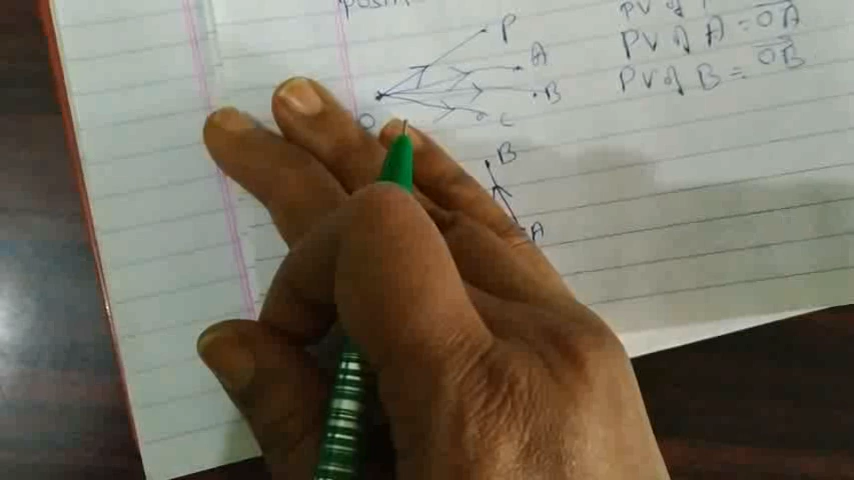 P
A
B
C
O
B
A
PV of A = OA
PV of B = OB